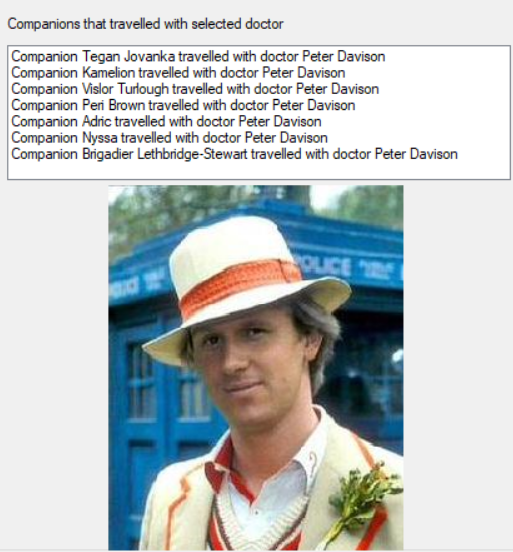 Companions that travelled with selected doctor
Companion Tegan Jovanka travelled with doctor Peter Davison
Companion Kamelion travelled with doctor Peter Davison
Companion Vislor Turlough travelled with doctor Peter Davison
Companion Peri Brown travelled with doctor Peter Davison
Companion Adric travelled with doctor Peter Davison
Companion Nyssa travelled with doctor Peter Davison
Companion Brigadier Lethbridge-Stewart travelled with doctor Peter Davison
POLICE